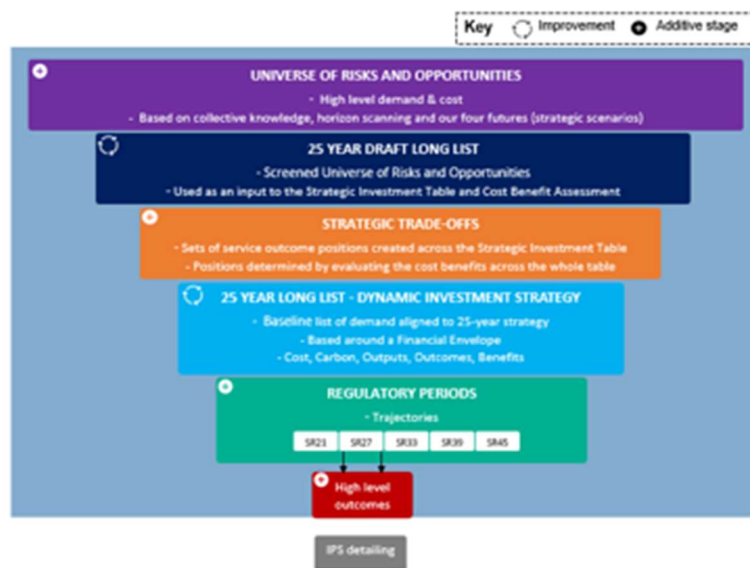 Key Improvement Additive stage
UNIVERSE OF RISKS AND OPPORTUNITIES
- High level demand & cost
- Based on collective knowledge, horizon scanning and our four futures (strategic scenarios)
25 YEAR DRAFT LONG LIST
- Screened Universe of Risks and Opportunities
- Used as an input to the Strategic Investment Table and Cost Benefit Assessment
STRATEGIC TRADE-OFFS
- Sets of service outcome positions created across the Strategic Investment Table
- Positions determined by evaluating the cost benefits across the whole table
25 YEAR LONG LIST - DYNAMIC INVESTMENT STRATEGY
- Baseline list of demand aligned to 25-year strategy
- Based around a Financial Envelope
- Cost, Carbon, Outputs, Outcomes, Benefits
REGULATORY PERIODS
- Trajectories
SR21 SR27 SR33 SR39 SR45
High level
outcomes
IPS detailing